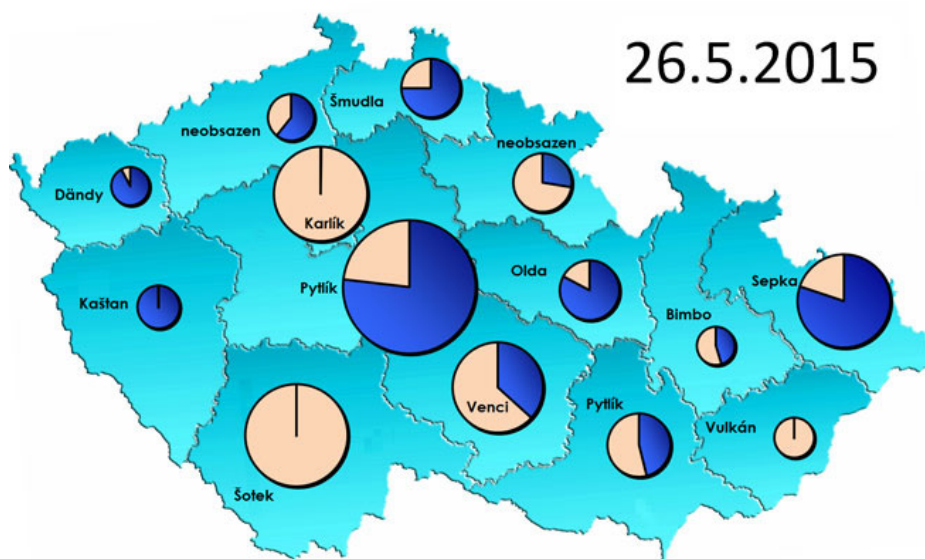 26.5.2015
Šmudla
neobsazen
neobsazen
Dändy
Karlík
Olda
Sepka
Pytlík
Kaštan
Bimbo
Venci
Pytlík
Vulkán
Šotek